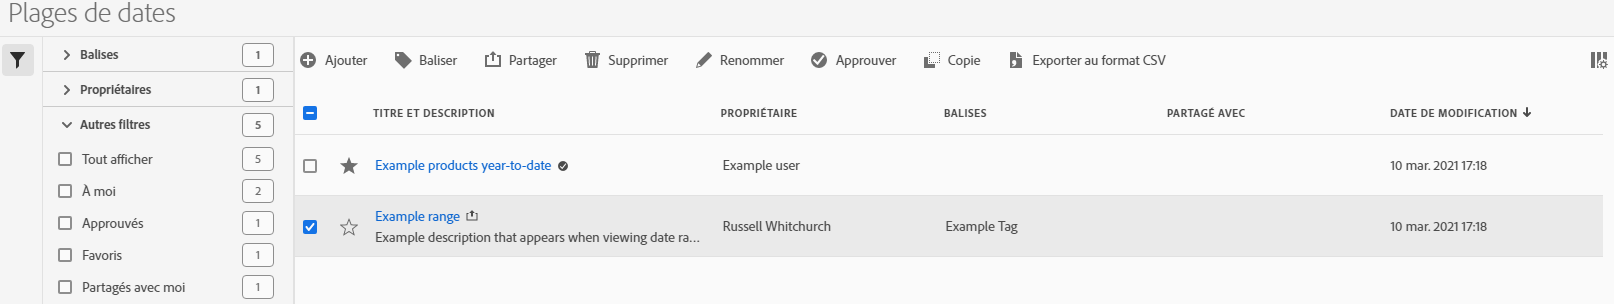 Plages de dates
Balises 1
Propriétaires 1
Autres filtres 5
Tout afficher 5
À moi 2
Approuvés 1
Favoris 1
Partagés avec moi 1
Ajouter Baliser Partager Supprimer Renommer Approuver Copie Exporter au format CSV
TITRE ET DESCRIPTION PROPRIÉTAIRE BALISES PARTAGÉ AVEC DATE DE MODIFICATION
Example products year-to-date Example user 10 mar. 2021 17:18
Example range
Example description that appears when viewing date ra... Russell Whitchurch Example Tag 10 mar. 2021 17:18